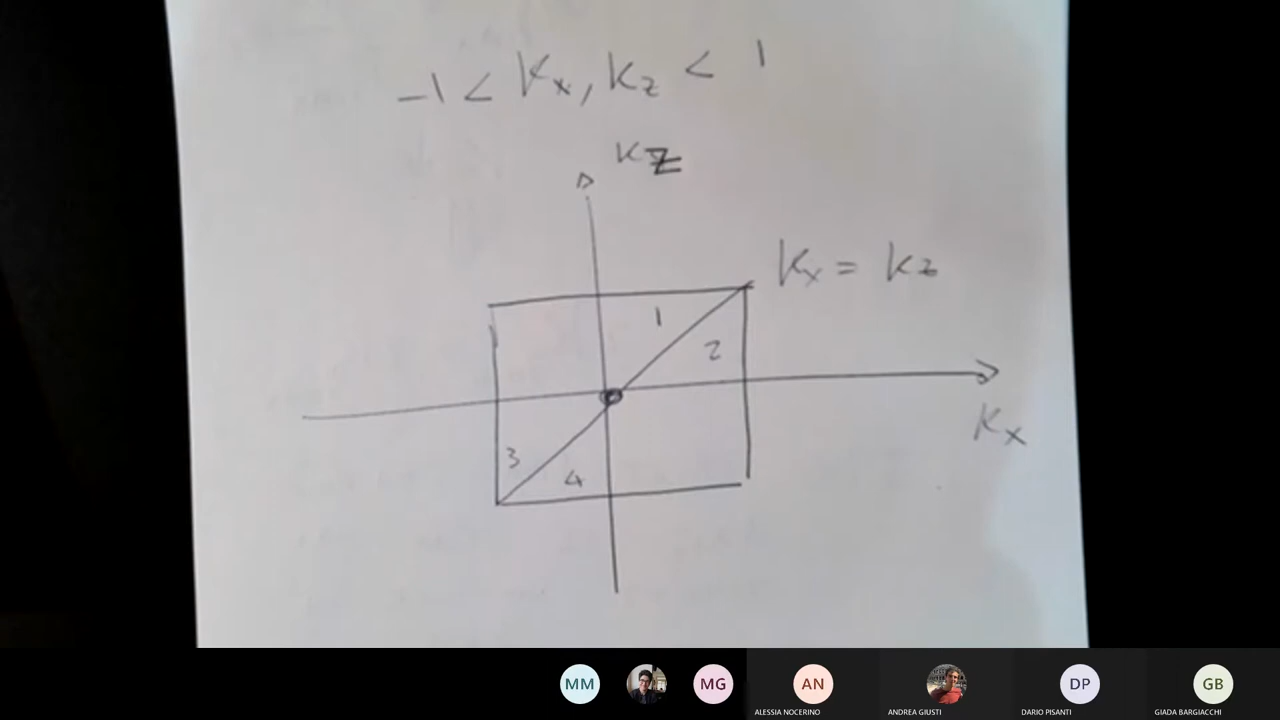 -1 < Kx, Kz < 1
Kz
Kx = Kz
1
2
Kx
3
4
MM
MG
AN
DP
GB
ALESSIA NOCERINO
ANDREA GIUSTI
DARIO PISANTI
GIADA BARGIACCHI